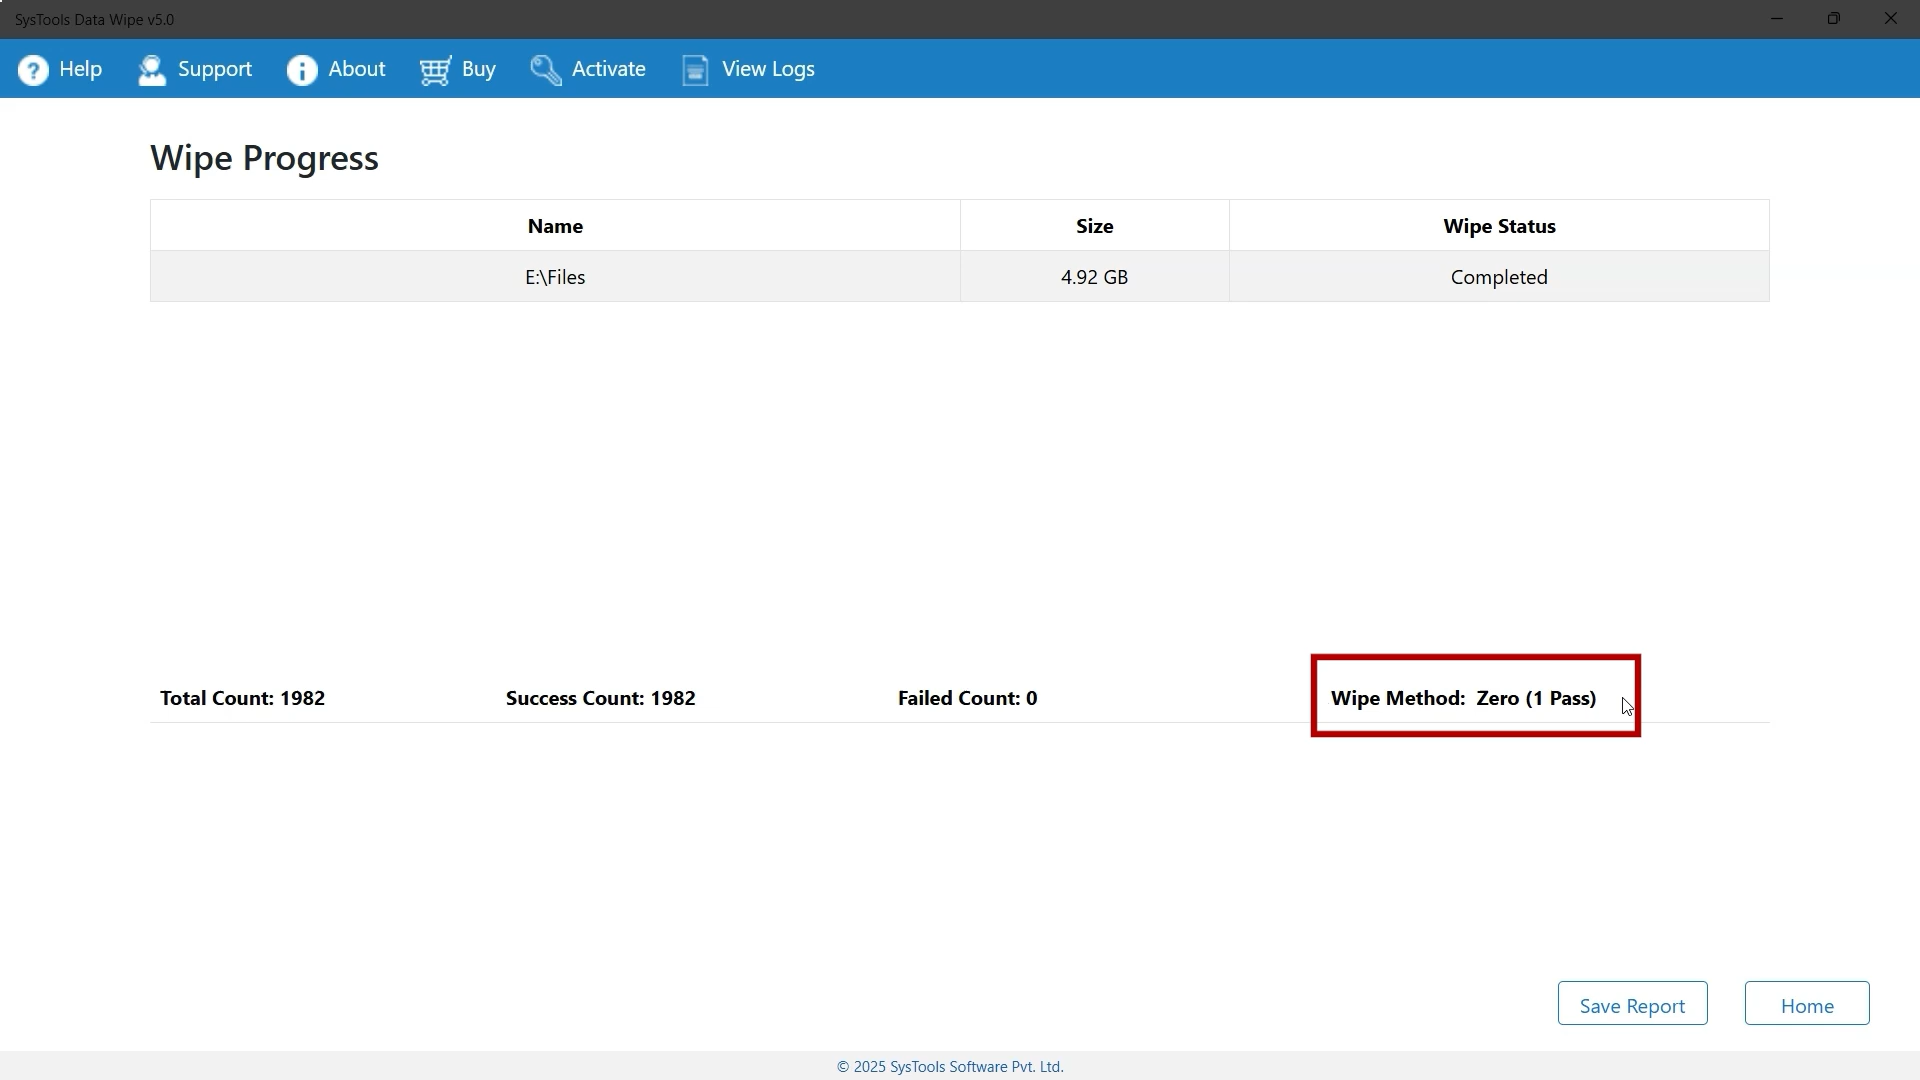 SysTools Data Wipe v5.0
Help Support About Buy Activate View Logs
Wipe Progress
Name Size Wipe Status
E:\Files 4.92 GB Completed
Total Count: 1982 Success Count: 1982 Failed Count: 0 Wipe Method: Zero (1 Pass)
Save Report Home
© 2025 SysTools Software Pvt. Ltd.